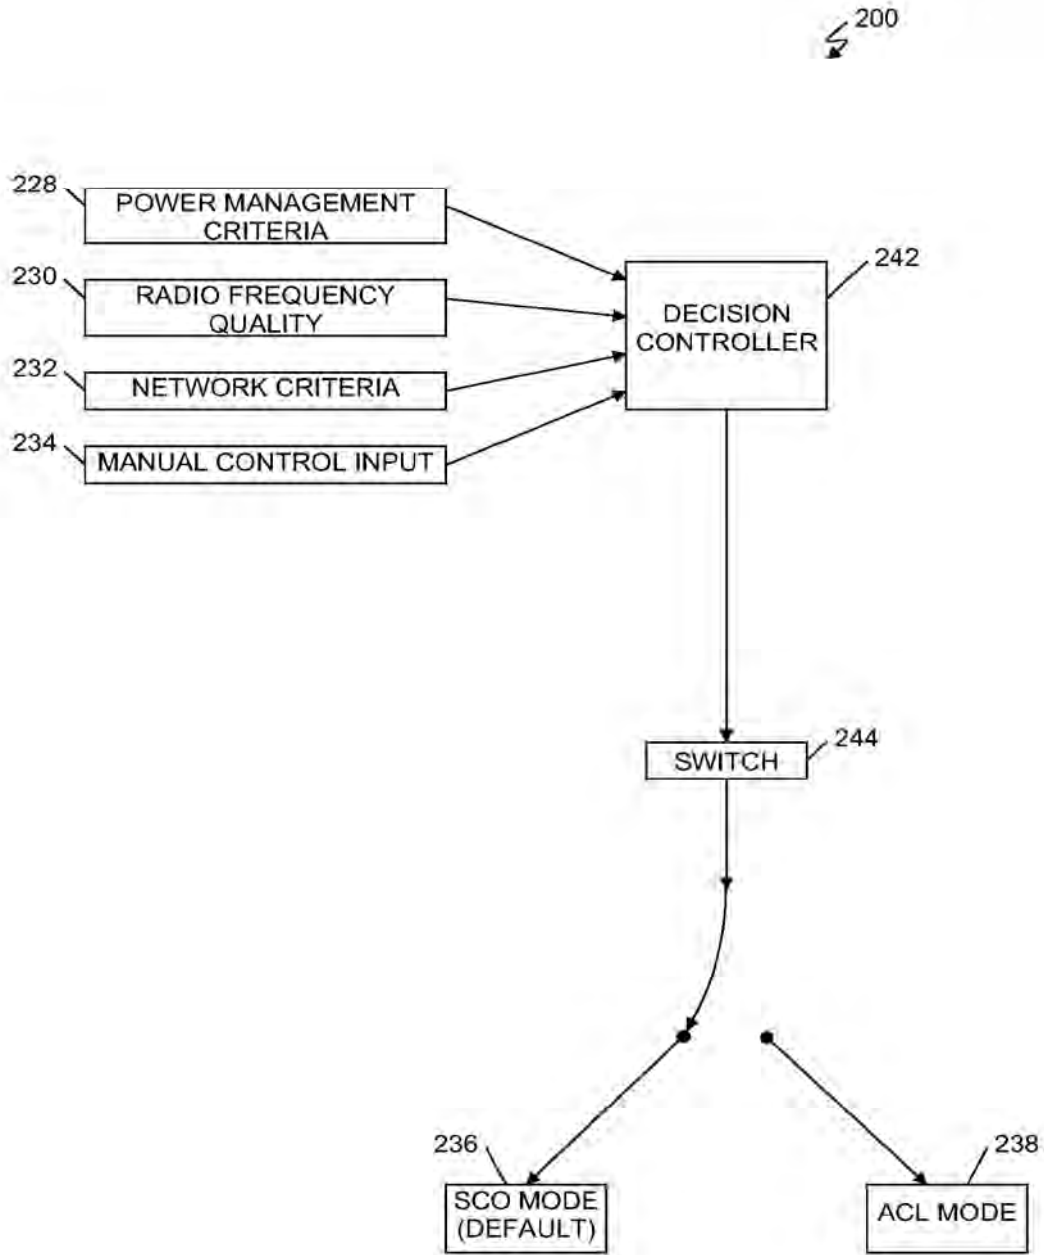 200
228
POWER MANAGEMENT
CRITERIA
230
RADIO FREQUENCY
QUALITY
232
NETWORK CRITERIA
234
MANUAL CONTROL INPUT
242
DECISION
CONTROLLER
244
SWITCH
236
SCO MODE
(DEFAULT)
238
ACL MODE